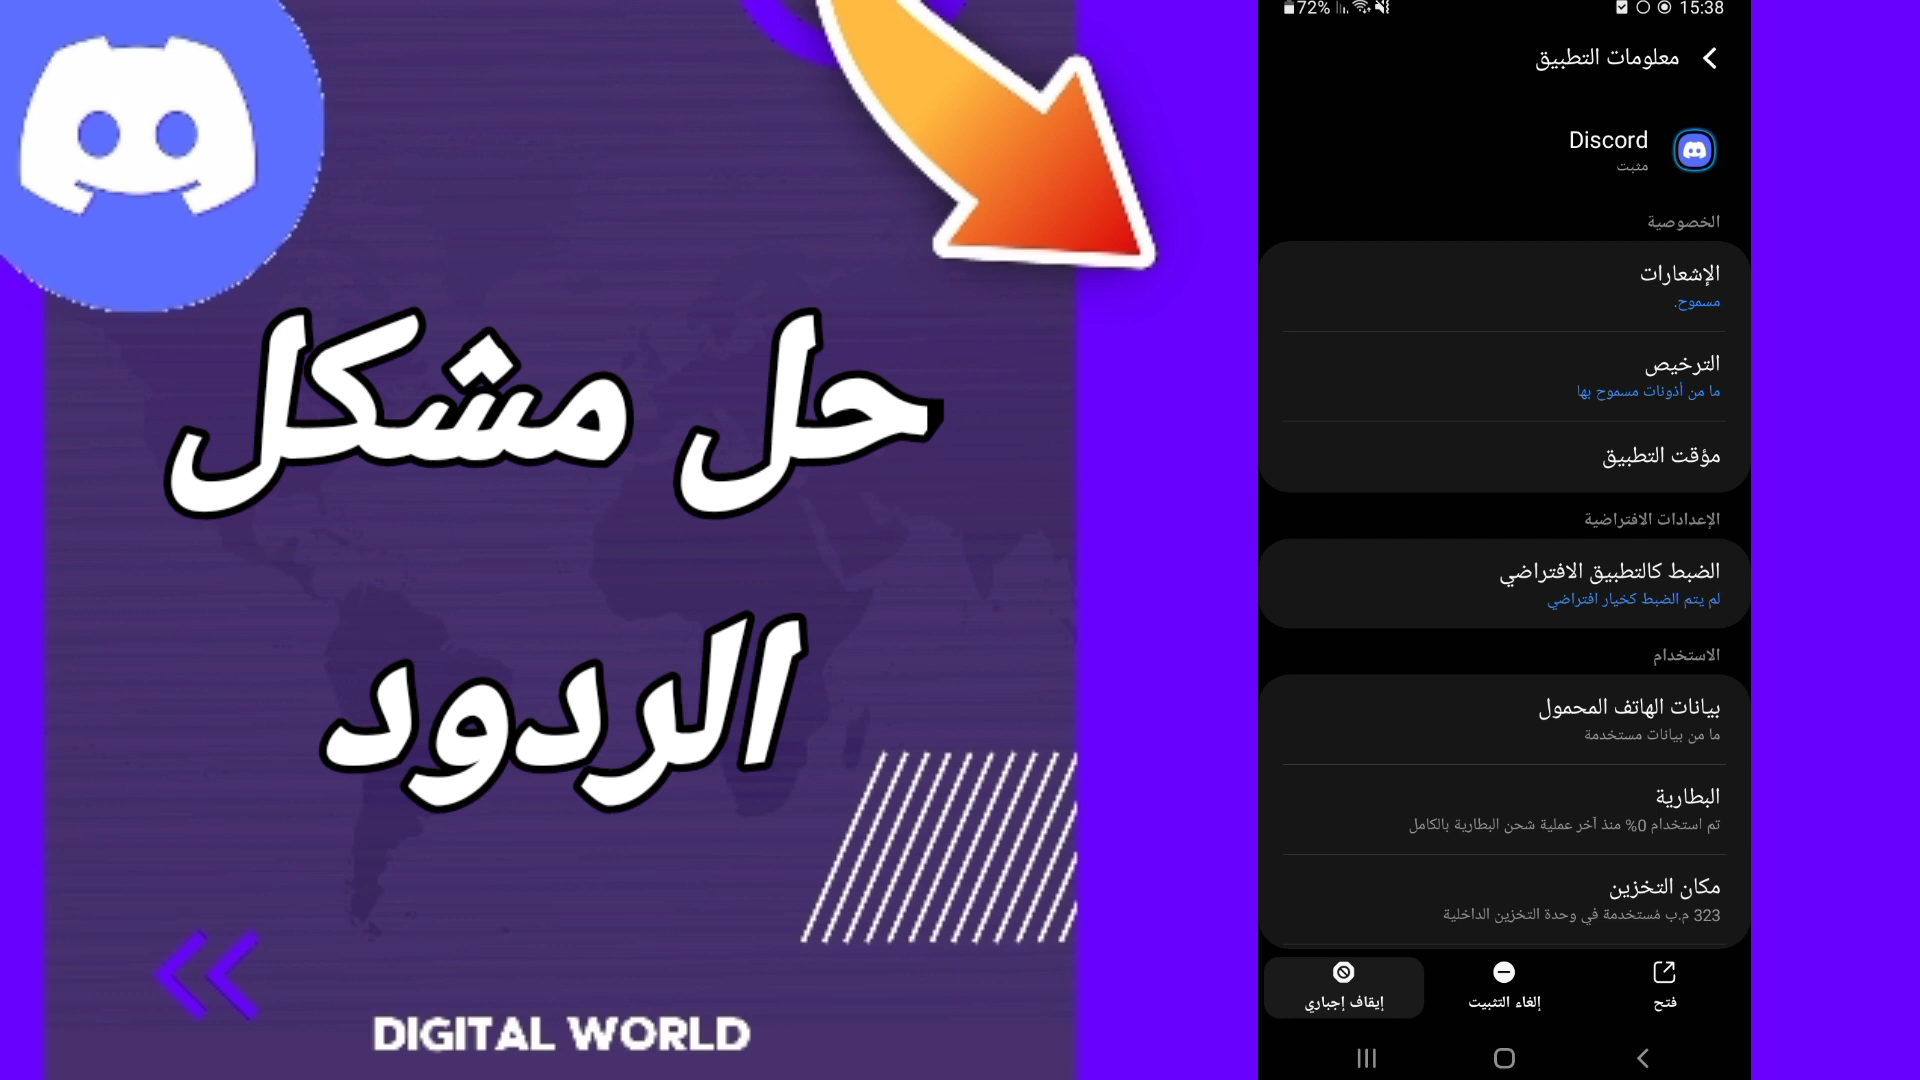 حل مشكل
الردود
DIGITAL WORLD
72% 15:38
معلومات التطبيق
Discord
مثبت
الخصوصية
الإشعارات
مسموح.
الترخيص
ما من أذونات مسموح بها
مؤقت التطبيق
الإعدادات الافتراضية
الضبط كالتطبيق الافتراضي
لم يتم الضبط كخيار افتراضي
الاستخدام
بيانات الهاتف المحمول
ما من بيانات مستخدمة
البطارية
تم استخدام 0% منذ آخر عملية شحن البطارية بالكامل
مكان التخزين
323 م.ب مُستخدمة في وحدة التخزين الداخلية
فتح
إلغاء التثبيت
إيقاف إجباري